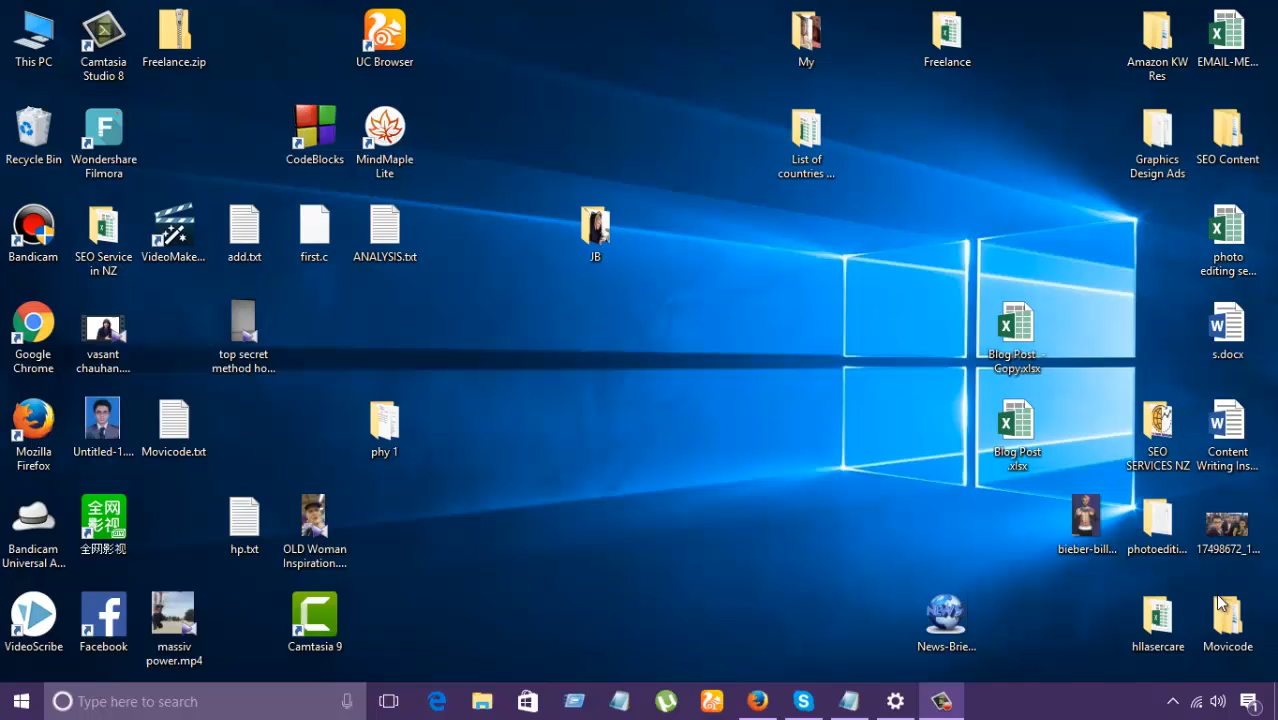 This PC
Camtasia
Studio 8
Freelance.zip
UC Browser
My
Freelance
Amazon KW
Res
EMAIL-ME...
Recycle Bin
Wondershare
Filmora
CodeBlocks
MindMaple
Lite
List of
countries ...
Graphics
Design Ads
SEO Content
Bandicam
SEO Service
in NZ
VideoMake...
add.txt
first.c
ANALYSIS.txt
JB
photo
editing se...
Google
Chrome
vasant
chauhan....
top secret
method ho...
Blog Post -
Copy.xlsx
s.docx
Mozilla
Firefox
Untitled-1....
Movicode.txt
phy 1
Blog Post
.xlsx
SEO
SERVICES NZ
Content
Writing Ins...
Bandicam
Universal A...
全网
影视
全网影视
hp.txt
OLD Woman
Inspiration....
bieber-bill...
photoediti...
17498672_1...
VideoScribe
Facebook
massiv
power.mp4
Camtasia 9
NEWS
News-Brie...
hllasercare
Movicode
Type here to search
1